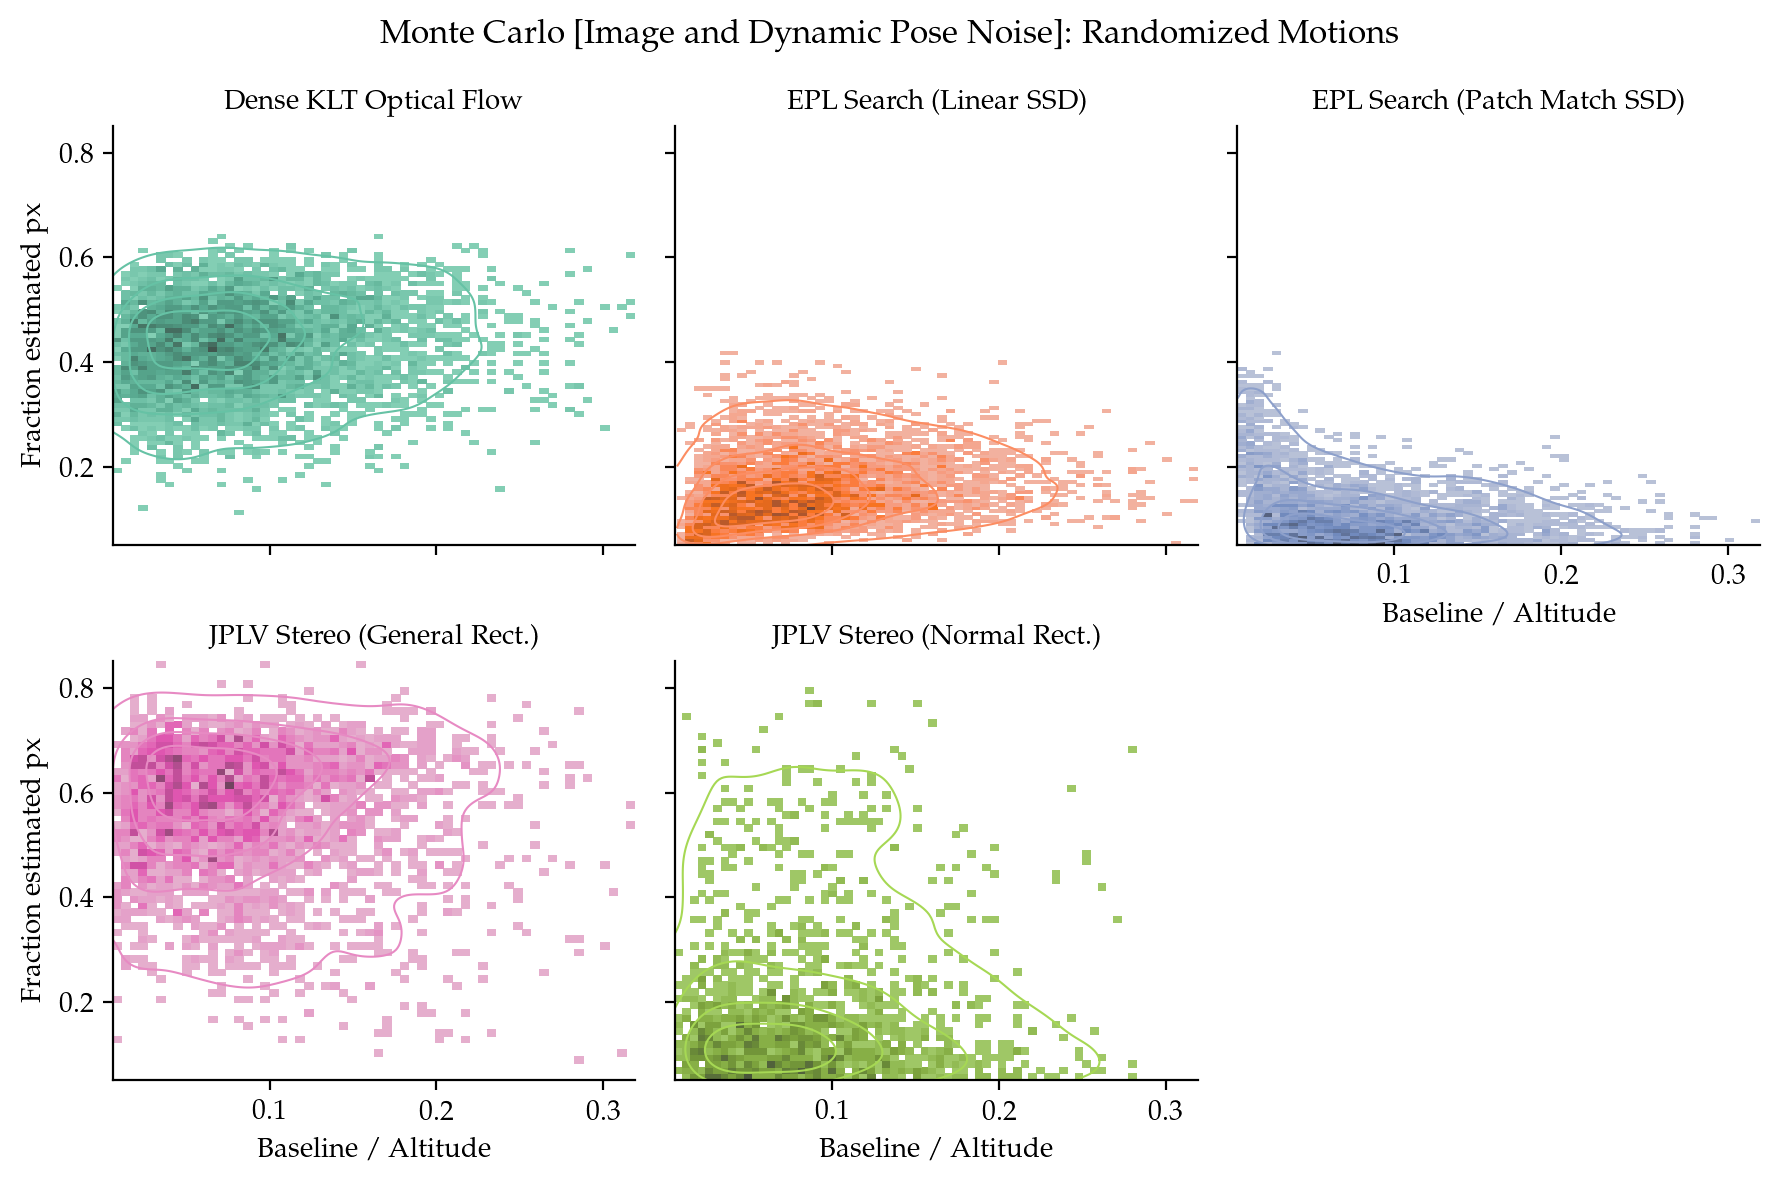 Monte Carlo [Image and Dynamic Pose Noise]: Randomized Motions
Dense KLT Optical Flow
EPL Search (Linear SSD)
EPL Search (Patch Match SSD)
Fraction estimated px
0.8
0.6
0.4
0.2
0.1
0.2
0.3
Baseline / Altitude
JPLV Stereo (General Rect.)
JPLV Stereo (Normal Rect.)
Fraction estimated px
0.8
0.6
0.4
0.2
0.1
0.2
0.3
Baseline / Altitude
0.1
0.2
0.3
Baseline / Altitude